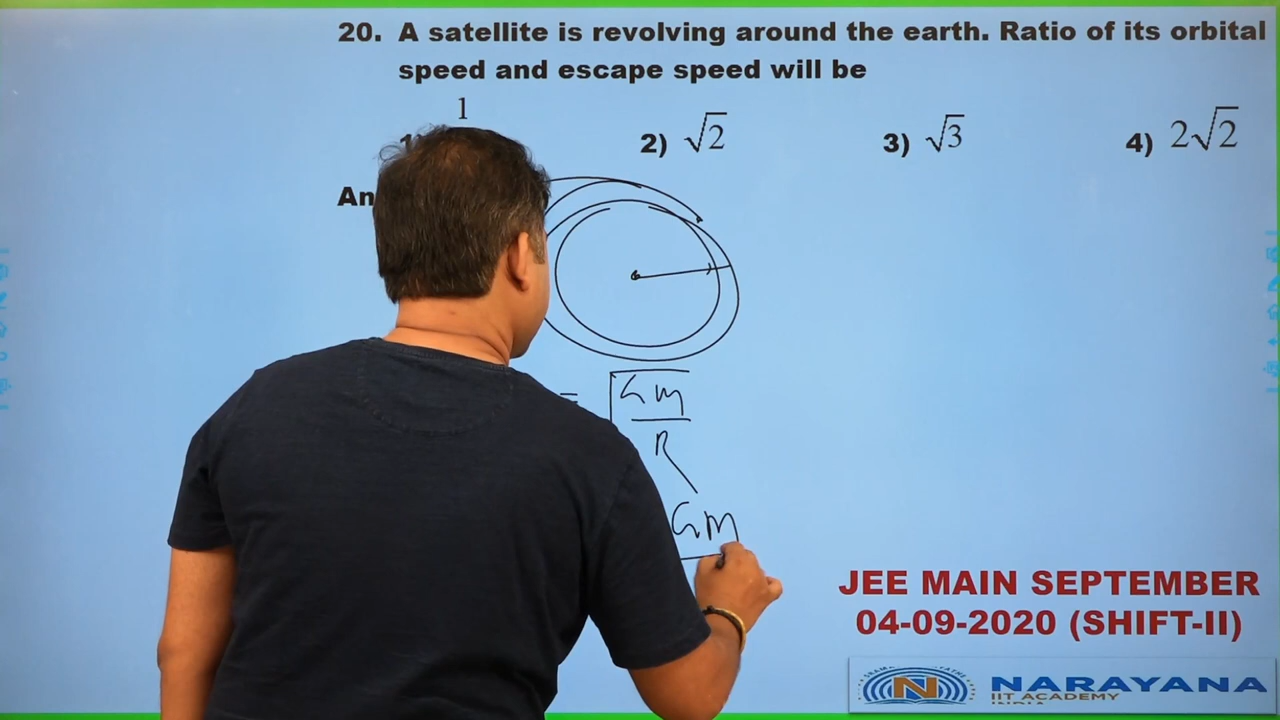 20. A satellite is revolving around the earth. Ratio of its orbital
speed and escape speed will be
1
2) √2
3) √3
4) 2√2
An
= √GM
R
GM
JEE MAIN SEPTEMBER
04-09-2020 (SHIFT-II)
NARAYANA
IIT ACADEMY
INDIA